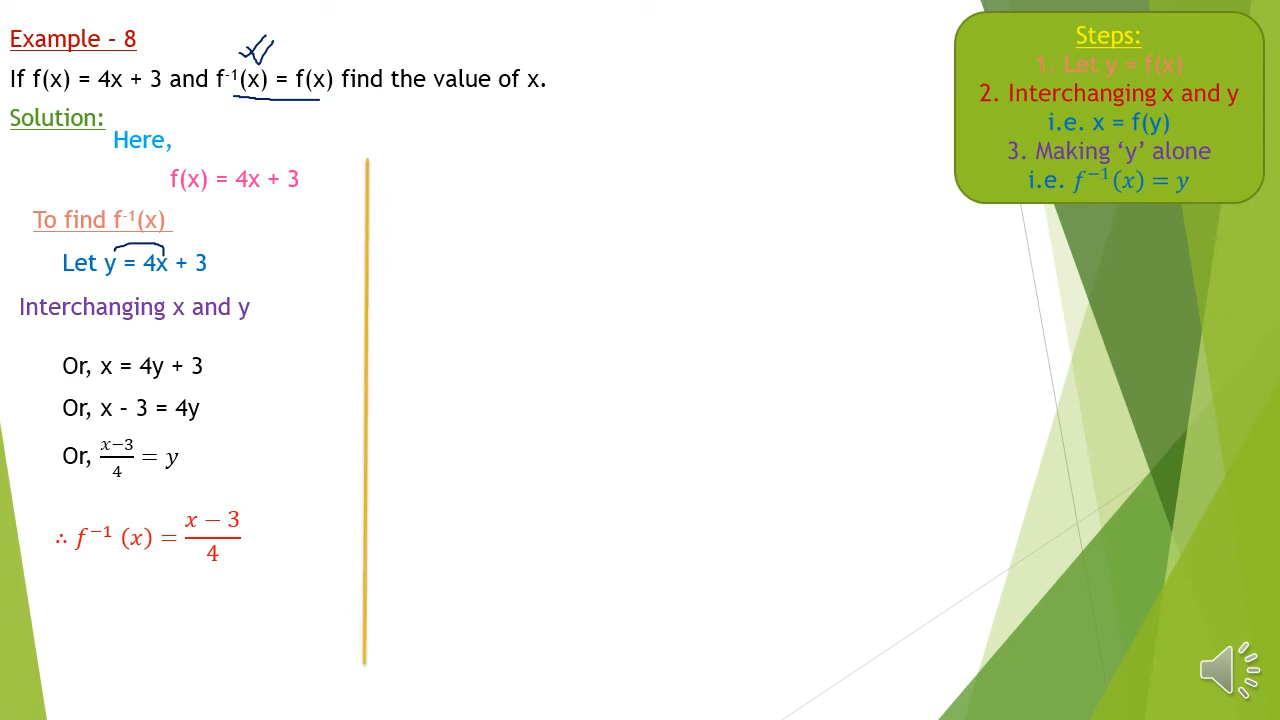 Example - 8
If f(x) = 4x + 3 and f⁻¹(x) = f(x) find the value of x.
Solution:
Here,
f(x) = 4x + 3
To find f⁻¹(x)
Let y = 4x + 3
Interchanging x and y
Or, x = 4y + 3
Or, x – 3 = 4y
Or, (x−3)/4 = y
∴ f⁻¹ (x) = (x − 3)/4
Steps:
1. Let y = f(x)
2. Interchanging x and y
i.e. x = f(y)
3. Making ‘y’ alone
i.e. f⁻¹(x) = y